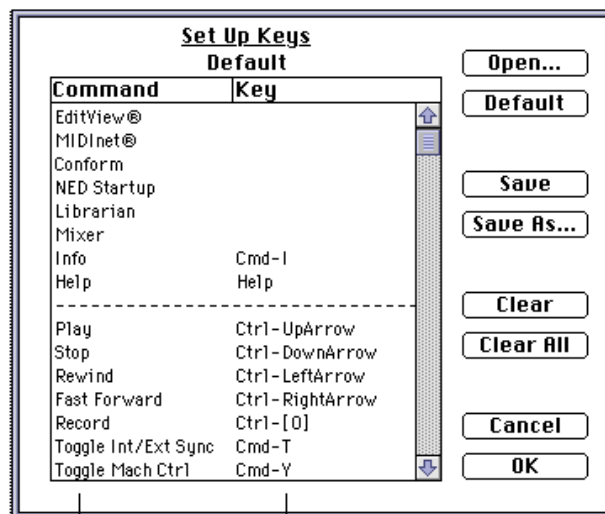 Set Up Keys
Default
Command Key
EditView®
MIDInet®
Conform
NED Startup
Librarian
Mixer
Info Cmd-I
Help Help
Play Ctrl-UpArrow
Stop Ctrl-DownArrow
Rewind Ctrl-LeftArrow
Fast Forward Ctrl-RightArrow
Record Ctrl-[0]
Toggle Int/Ext Sync Cmd-T
Toggle Mach Ctrl Cmd-Y
Open...
Default
Save
Save As...
Clear
Clear All
Cancel
OK